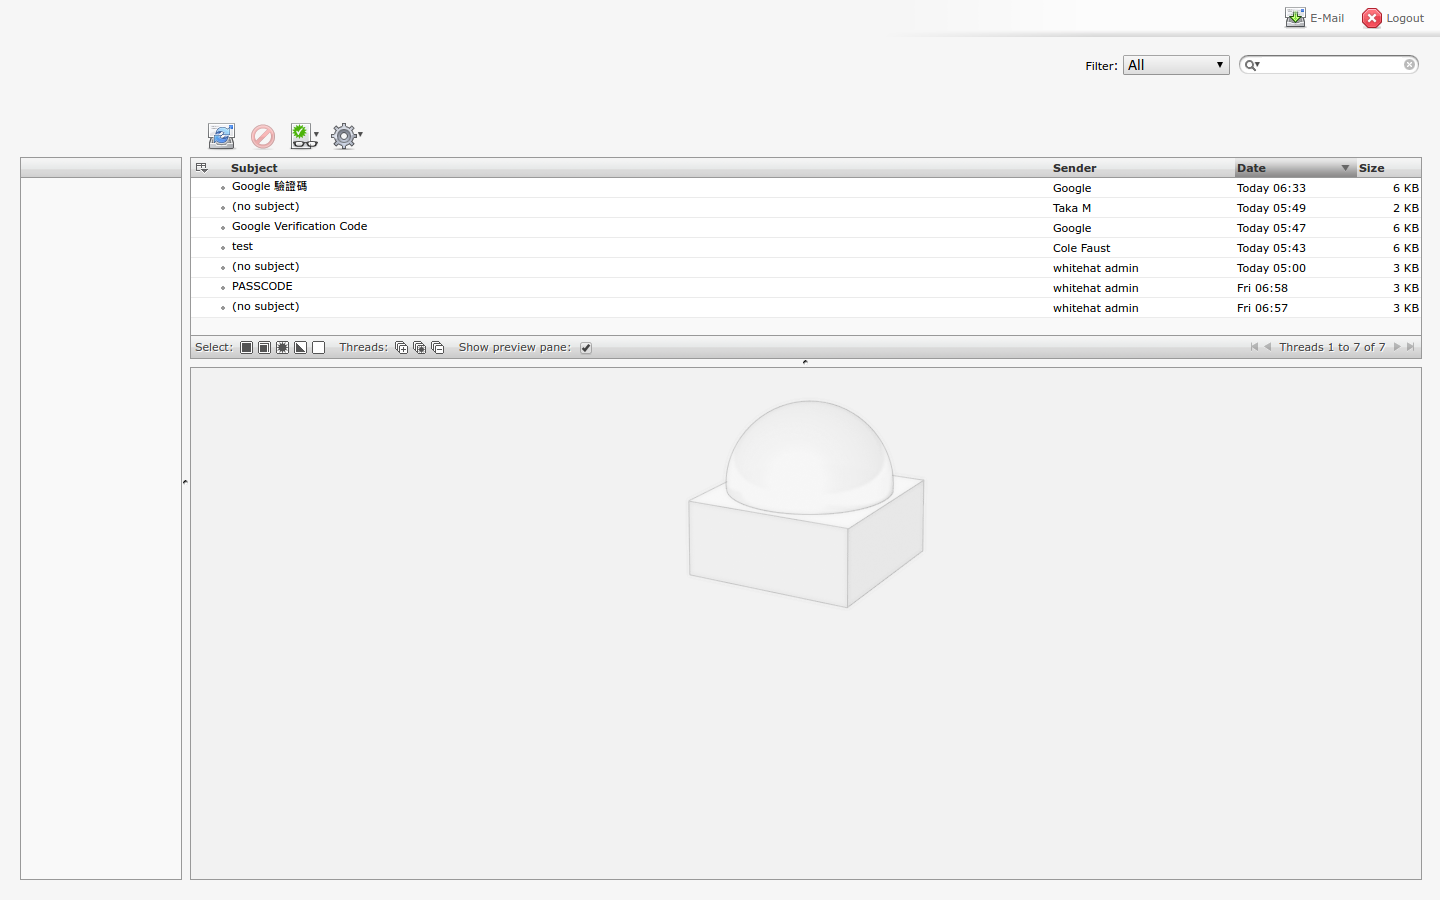 E-Mail Logout
Filter: All
Subject Sender Date Size
Google 驗證碼 Google Today 06:33 6 KB
(no subject) Taka M Today 05:49 2 KB
Google Verification Code Google Today 05:47 6 KB
test Cole Faust Today 05:43 6 KB
(no subject) whitehat admin Today 05:00 3 KB
PASSCODE whitehat admin Fri 06:58 3 KB
(no subject) whitehat admin Fri 06:57 3 KB
Select: Threads: Show preview pane: Threads 1 to 7 of 7